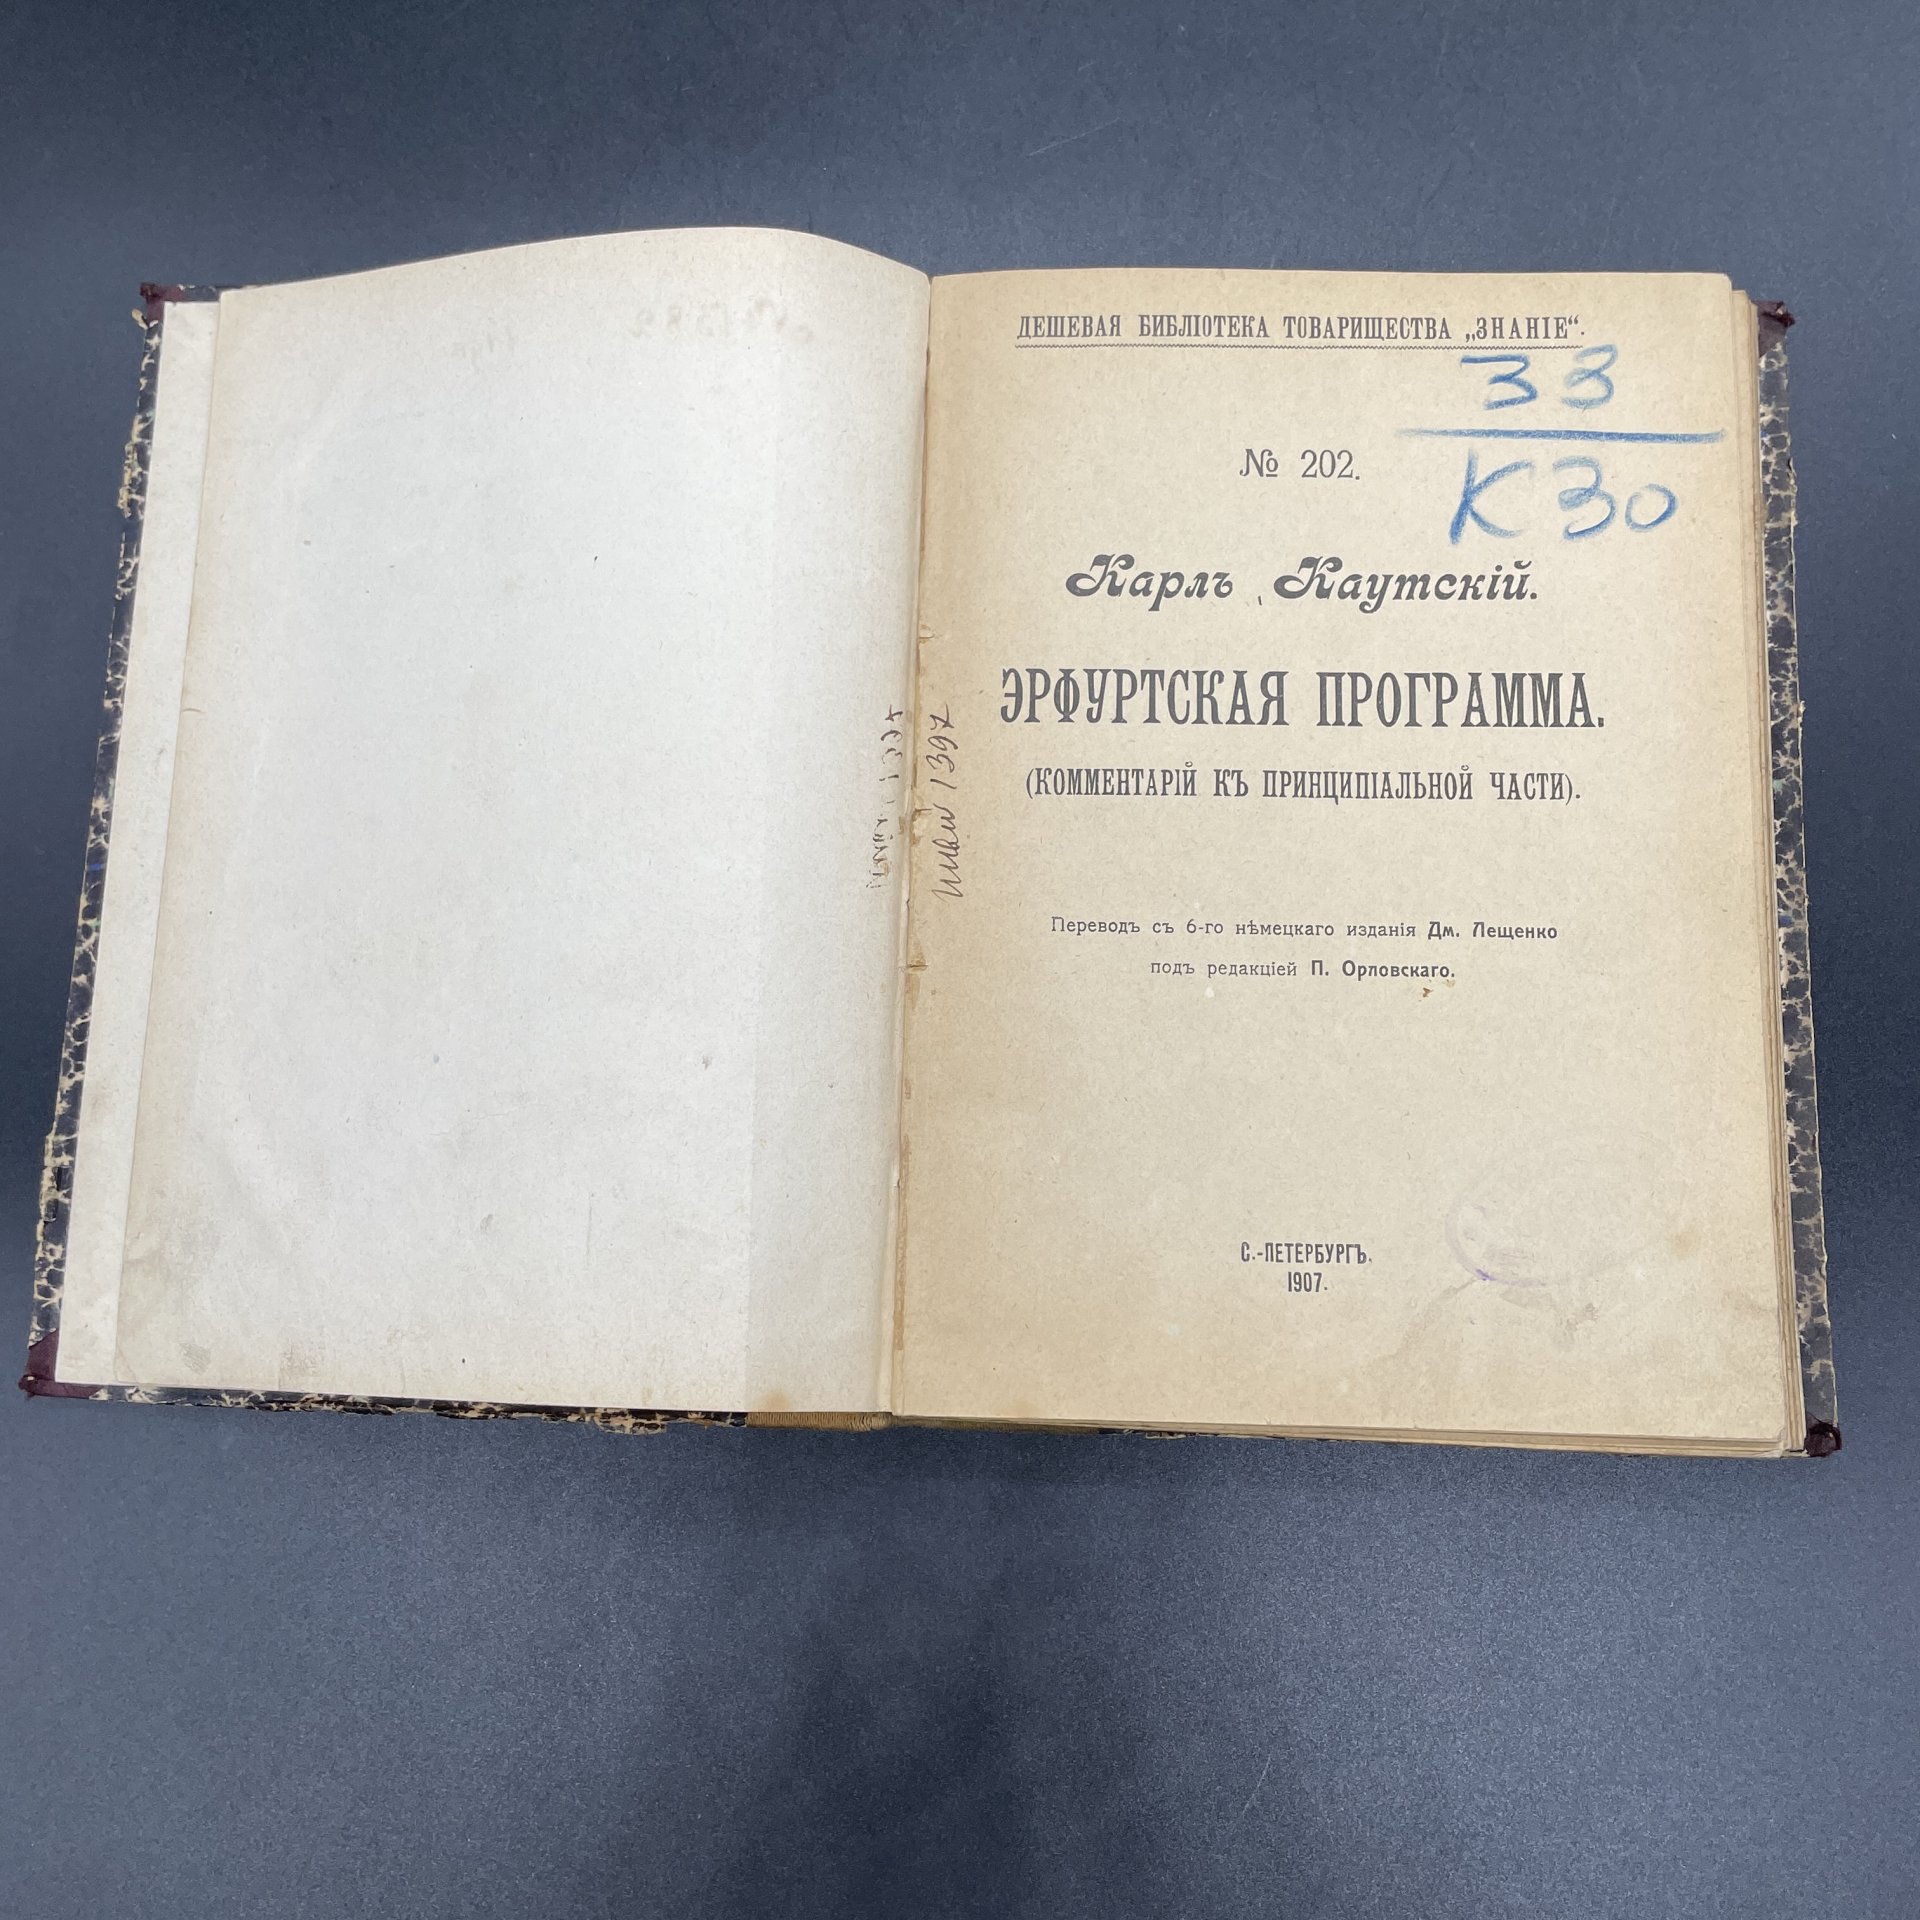 ДЕШЕВАЯ БИБЛІОТЕКА ТОВАРИЩЕСТВА „ЗНАНІЕ“.
33
К30
№ 202.
Карлъ Каутскій.
ЭРФУРТСКАЯ ПРОГРАММА.
(КОММЕНТАРІЙ КЪ ПРИНЦИПІАЛЬНОЙ ЧАСТИ).
1397
Переводъ съ 6-го нѣмецкаго изданія Дм. Лещенко
подъ редакціей П. Орловскаго.
С.-ПЕТЕРБУРГЪ.
1907.